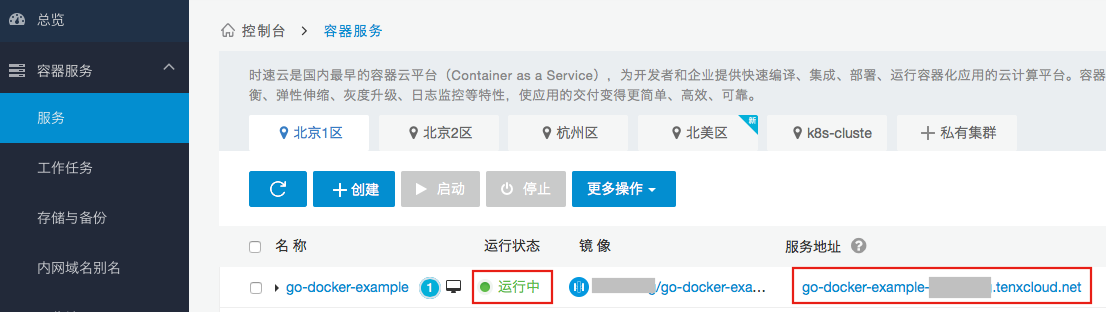 总览
控制台 > 容器服务
容器服务
时速云是国内最早的容器云平台（Container as a Service），为开发者和企业提供快速编译、集成、部署、运行容器化应用的云计算平台。容器
衡、弹性伸缩、灰度升级、日志监控等特性，使应用的交付变得更简单、高效、可靠。
服务
北京1区 北京2区 杭州区 北美区 新 k8s-cluste 私有集群
工作任务
创建 启动 停止 更多操作
存储与备份
名 称 运行状态 镜 像 服务地址 ?
内网域名别名
go-docker-example 1 运行中 /go-docker-exa... go-docker-example- .tenxcloud.net